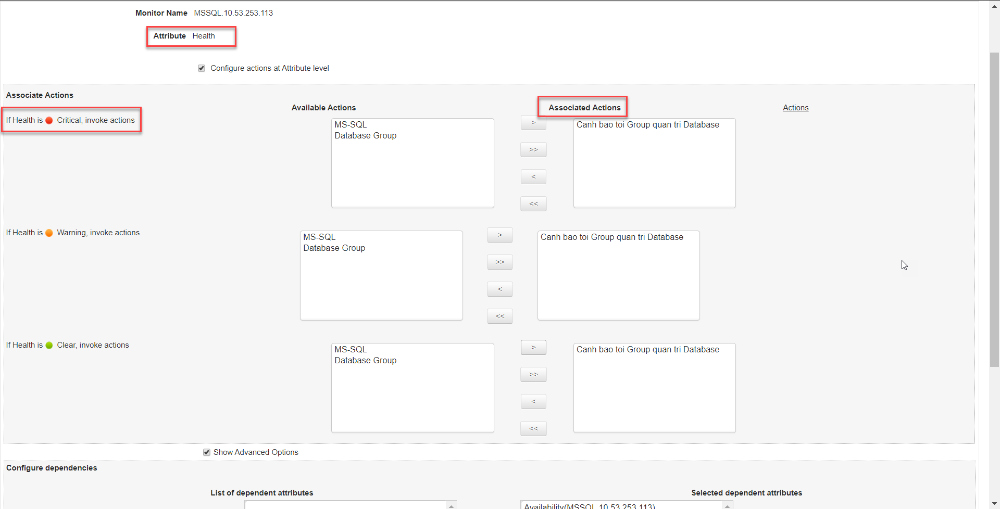 Monitor Name MSSQL.10.53.253.113
Attribute Health
Configure actions at Attribute level
Associate Actions
Available Actions Associated Actions Actions
If Health is Critical, invoke actions
MS-SQL
Database Group
>
>>
<
<<
Canh bao toi Group quan tri Database
If Health is Warning, invoke actions
MS-SQL
Database Group
>
>>
<
<<
Canh bao toi Group quan tri Database
If Health is Clear, invoke actions
MS-SQL
Database Group
>
>>
<
<<
Canh bao toi Group quan tri Database
Show Advanced Options
Configure dependencies
List of dependent attributes Selected dependent attributes
Availability(MSSQL.10.53.253.113)